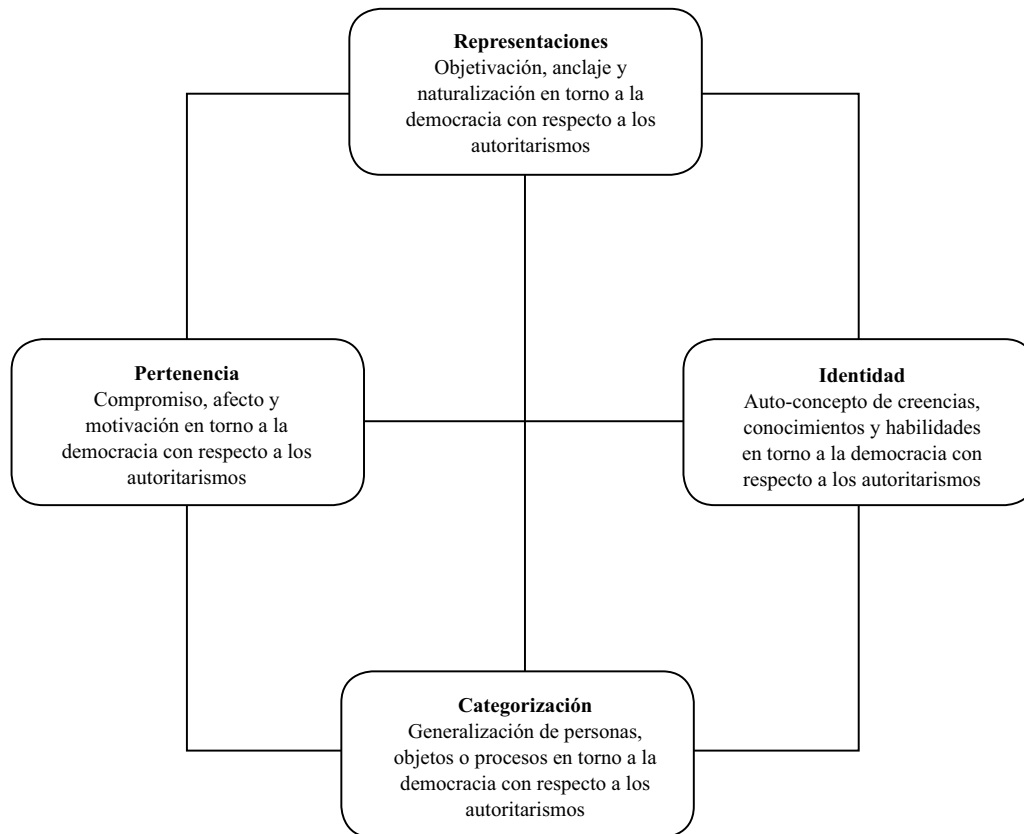 Representaciones
Objetivación, anclaje y
naturalización en torno a la
democracia con respecto a los
autoritarismos
Pertenencia
Compromiso, afecto y
motivación en torno a la
democracia con respecto a los
autoritarismos
Identidad
Auto-concepto de creencias,
conocimientos y habilidades
en torno a la democracia con
respecto a los autoritarismos
Categorización
Generalización de personas,
objetos o procesos en torno a la
democracia con respecto a los
autoritarismos